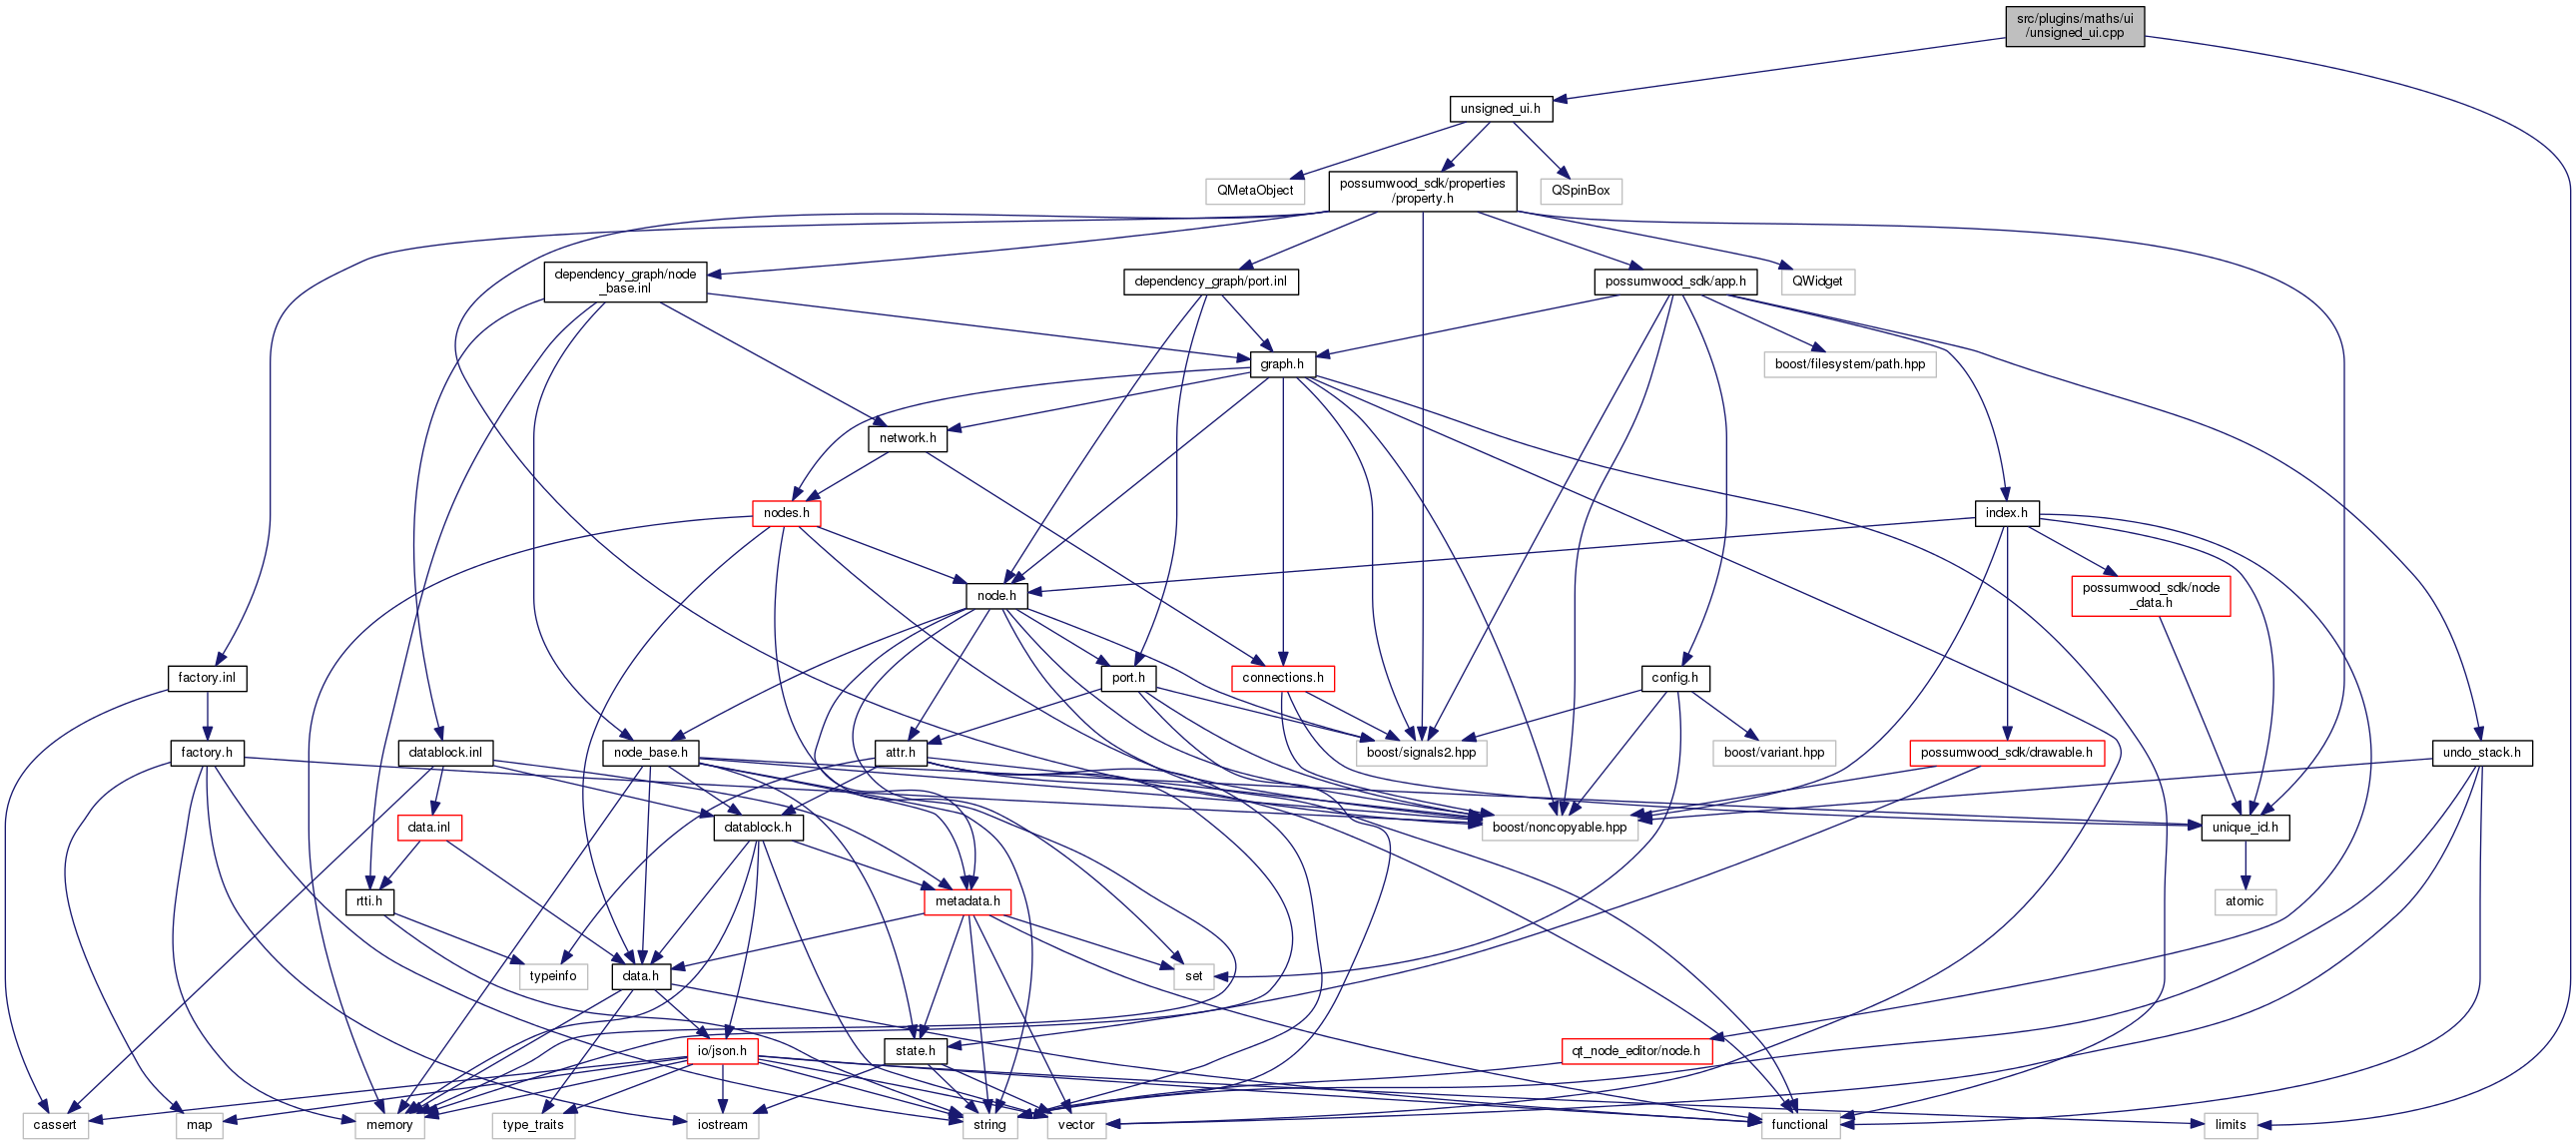 src/plugins/maths/ui
/unsigned_ui.cpp
unsigned_ui.h
QMetaObject
possumwood_sdk/properties
/property.h
QSpinBox
dependency_graph/node
_base.inl
dependency_graph/port.inl
possumwood_sdk/app.h
QWidget
graph.h
boost/filesystem/path.hpp
network.h
nodes.h
index.h
node.h
possumwood_sdk/node
_data.h
factory.inl
port.h
connections.h
config.h
factory.h
datablock.inl
node_base.h
attr.h
boost/signals2.hpp
boost/variant.hpp
possumwood_sdk/drawable.h
undo_stack.h
data.inl
datablock.h
boost/noncopyable.hpp
unique_id.h
rtti.h
metadata.h
atomic
typeinfo
data.h
set
io/json.h
state.h
qt_node_editor/node.h
cassert
map
memory
type_traits
iostream
string
vector
functional
limits